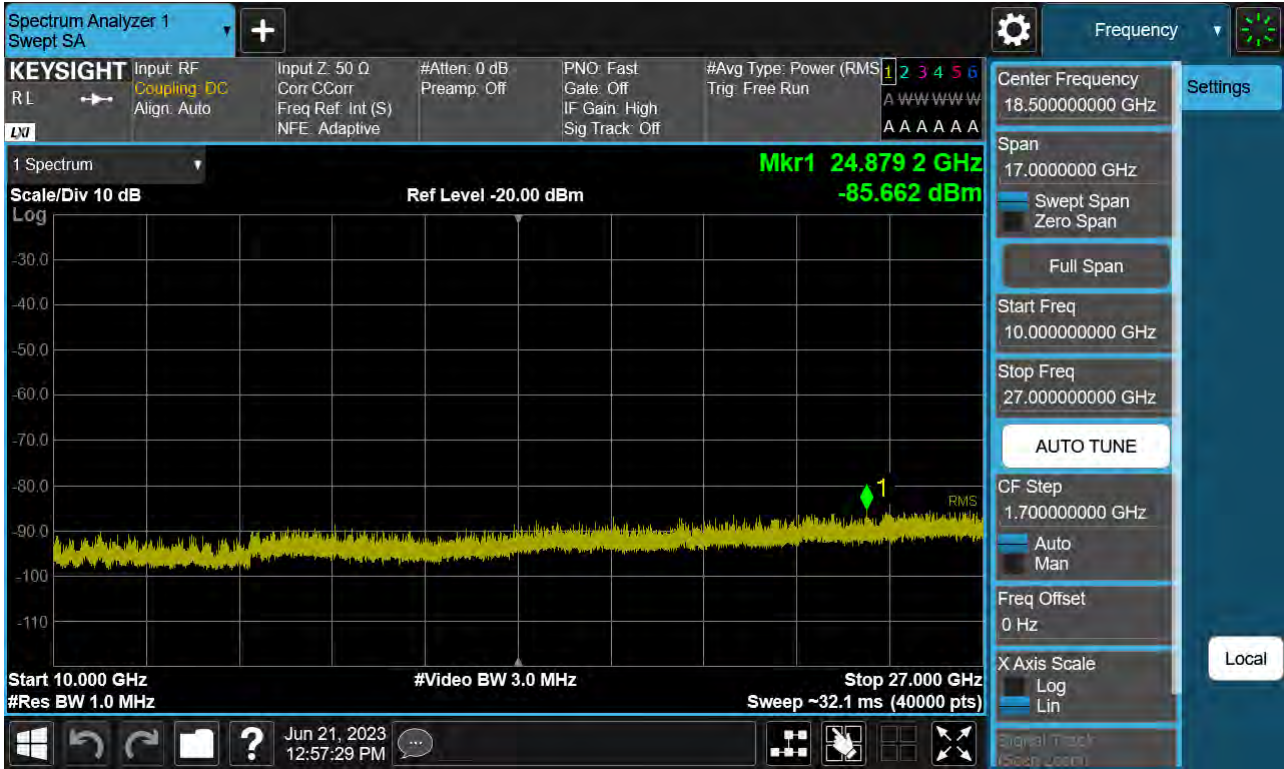 Spectrum Analyzer 1
Swept SA
+
Frequency
KEYSIGHT
RL
LXI
Input: RF
Coupling: DC
Align: Auto
Input Z: 50 Ω
Corr CCorr
Freq Ref: Int (S)
NFE: Adaptive
#Atten: 0 dB
Preamp: Off
PNO: Fast
Gate: Off
IF Gain: High
Sig Track: Off
#Avg Type: Power (RMS
Trig: Free Run
1 2 3 4 5 6
A W W W W W
A A A A A A
1 Spectrum
Mkr1 24.879 2 GHz
-85.662 dBm
Scale/Div 10 dB
Ref Level -20.00 dBm
Log
-30.0
-40.0
-50.0
-60.0
-70.0
-80.0
-90.0
-100
-110
1
RMS
Start 10.000 GHz
#Video BW 3.0 MHz
Stop 27.000 GHz
#Res BW 1.0 MHz
Sweep ~32.1 ms (40000 pts)
Center Frequency
18.500000000 GHz
Settings
Span
17.0000000 GHz
Swept Span
Zero Span
Full Span
Start Freq
10.000000000 GHz
Stop Freq
27.000000000 GHz
AUTO TUNE
CF Step
1.700000000 GHz
Auto
Man
Freq Offset
0 Hz
X Axis Scale
Log
Lin
Local
Signal Track
(Span Zoom)
?
Jun 21, 2023
12:57:29 PM